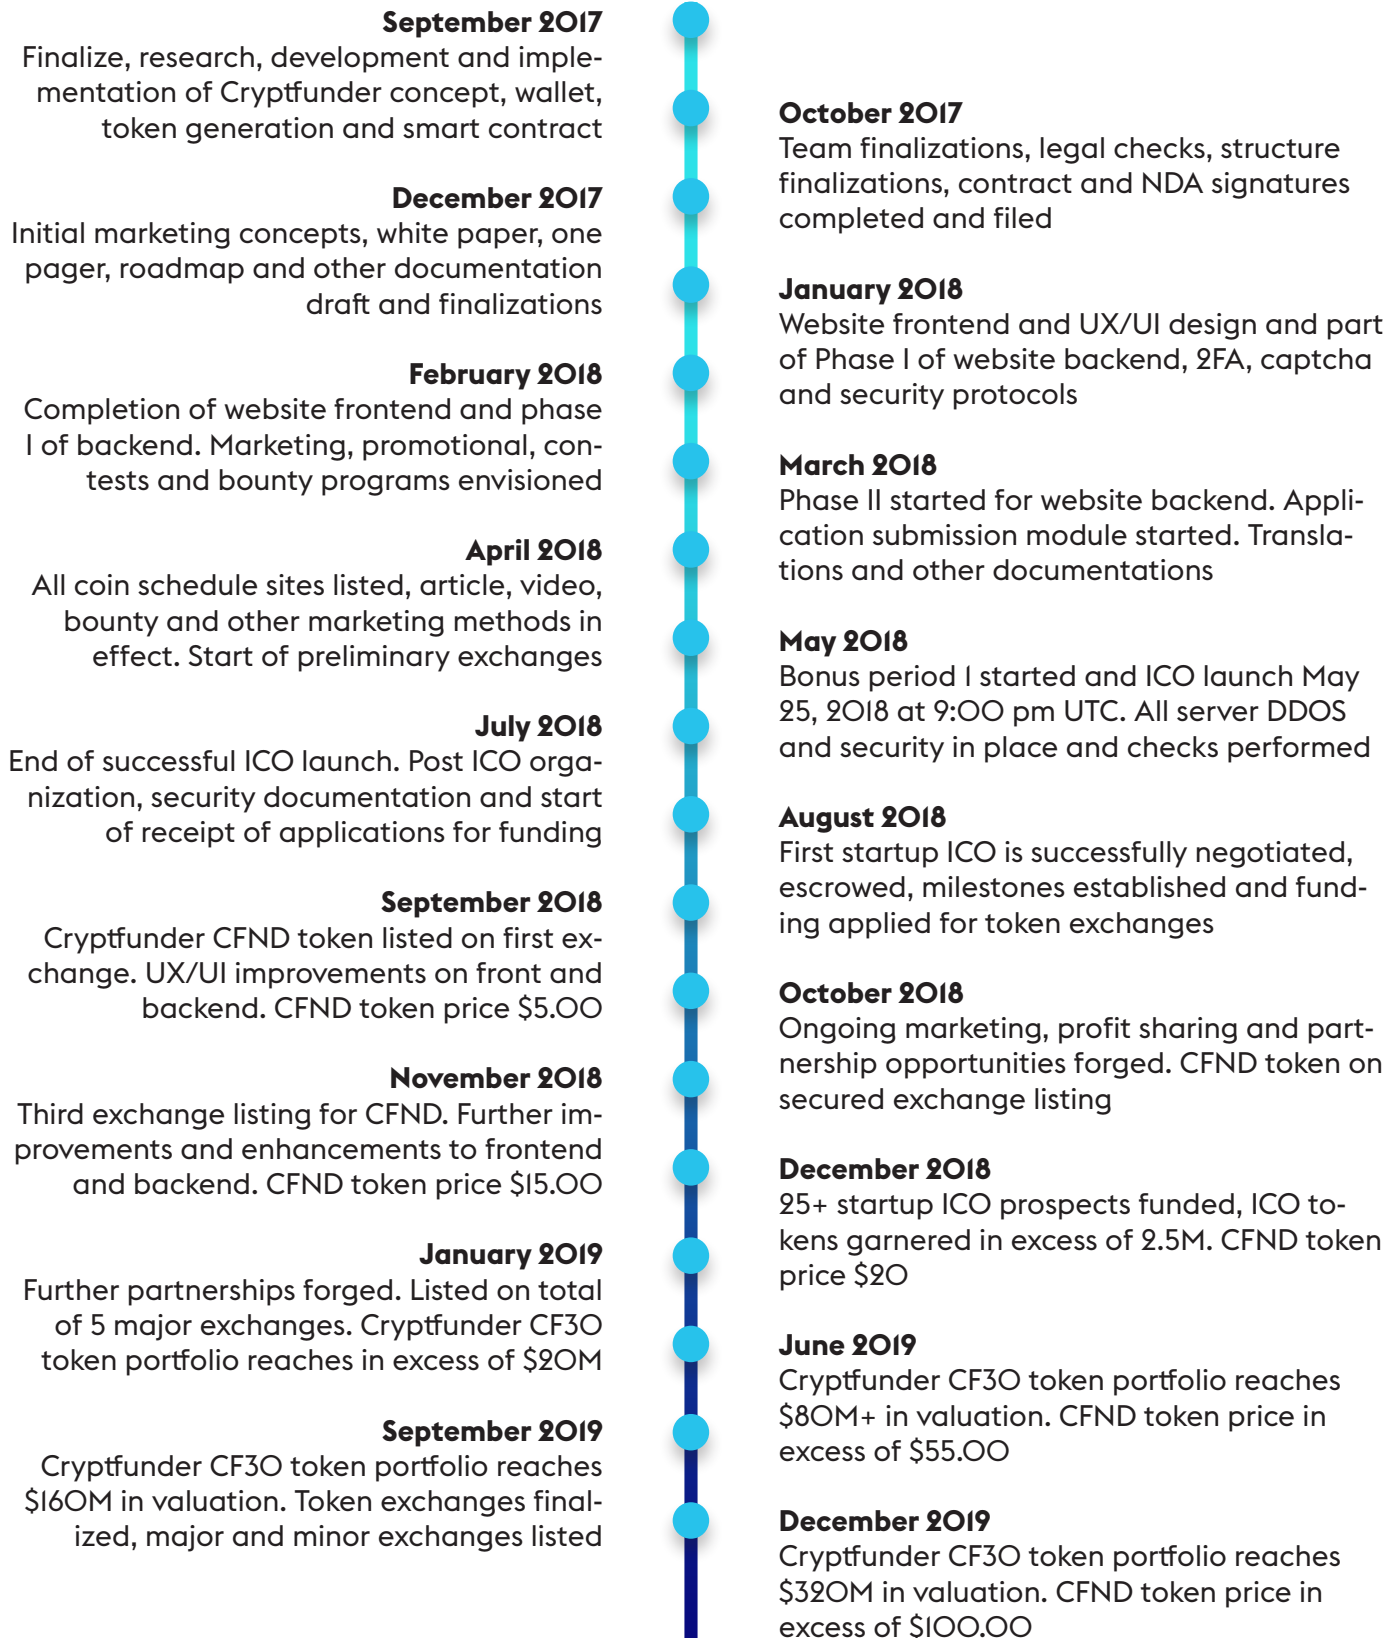 September 2017
Finalize, research, development and imple-
mentation of Cryptfunder concept, wallet,
token generation and smart contract
October 2017
Team finalizations, legal checks, structure
finalizations, contract and NDA signatures
completed and filed
December 2017
Initial marketing concepts, white paper, one
pager, roadmap and other documentation
draft and finalizations
January 2018
Website frontend and UX/UI design and part
of Phase I of website backend, 2FA, captcha
and security protocols
February 2018
Completion of website frontend and phase
I of backend. Marketing, promotional, con-
tests and bounty programs envisioned
March 2018
Phase II started for website backend. Appli-
cation submission module started. Transla-
tions and other documentations
April 2018
All coin schedule sites listed, article, video,
bounty and other marketing methods in
effect. Start of preliminary exchanges
May 2018
Bonus period 1 started and ICO launch May
25, 2018 at 9:00 pm UTC. All server DDOS
and security in place and checks performed
July 2018
End of successful ICO launch. Post ICO orga-
nization, security documentation and start
of receipt of applications for funding
August 2018
First startup ICO is successfully negotiated,
escrowed, milestones established and fund-
ing applied for token exchanges
September 2018
Cryptfunder CFND token listed on first ex-
change. UX/UI improvements on front and
backend. CFND token price $5.00
October 2018
Ongoing marketing, profit sharing and part-
nership opportunities forged. CFND token on
secured exchange listing
November 2018
Third exchange listing for CFND. Further im-
provements and enhancements to frontend
and backend. CFND token price $15.00
December 2018
25+ startup ICO prospects funded, ICO to-
kens garnered in excess of 2.5M. CFND token
price $20
January 2019
Further partnerships forged. Listed on total
of 5 major exchanges. Cryptfunder CF30
token portfolio reaches in excess of $20M
June 2019
Cryptfunder CF30 token portfolio reaches
$80M+ in valuation. CFND token price in
excess of $55.00
September 2019
Cryptfunder CF30 token portfolio reaches
$160M in valuation. Token exchanges final-
ized, major and minor exchanges listed
December 2019
Cryptfunder CF30 token portfolio reaches
$320M in valuation. CFND token price in
excess of $100.00